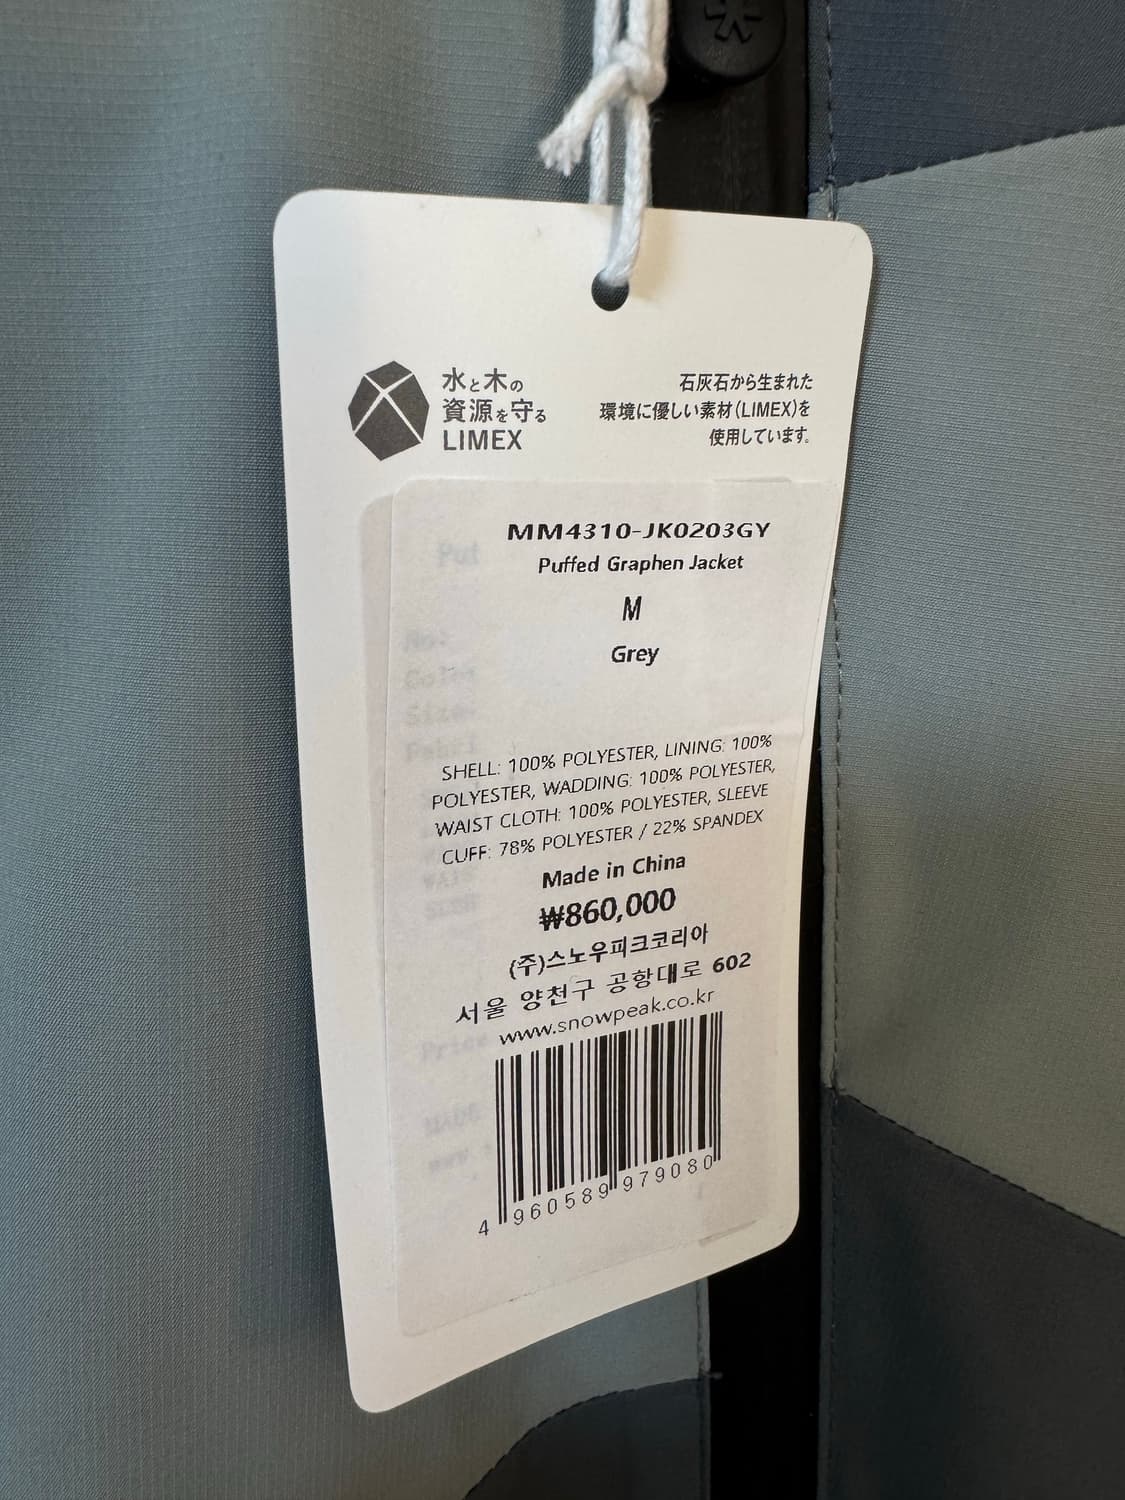 水と木の
資源を守る
LIMEX
石灰石から生まれた
環境に優しい素材(LIMEX)を
使用しています。
MM4310-JK0203GY
Puffed Graphen Jacket
M
Grey
SHELL: 100% POLYESTER, LINING: 100%
POLYESTER, WADDING: 100% POLYESTER,
WAIST CLOTH: 100% POLYESTER, SLEEVE
CUFF: 78% POLYESTER / 22% SPANDEX
Made in China
₩860,000
(주)스노우피크코리아
서울 양천구 공항대로 602
www.snowpeak.co.kr
4 960589 979080